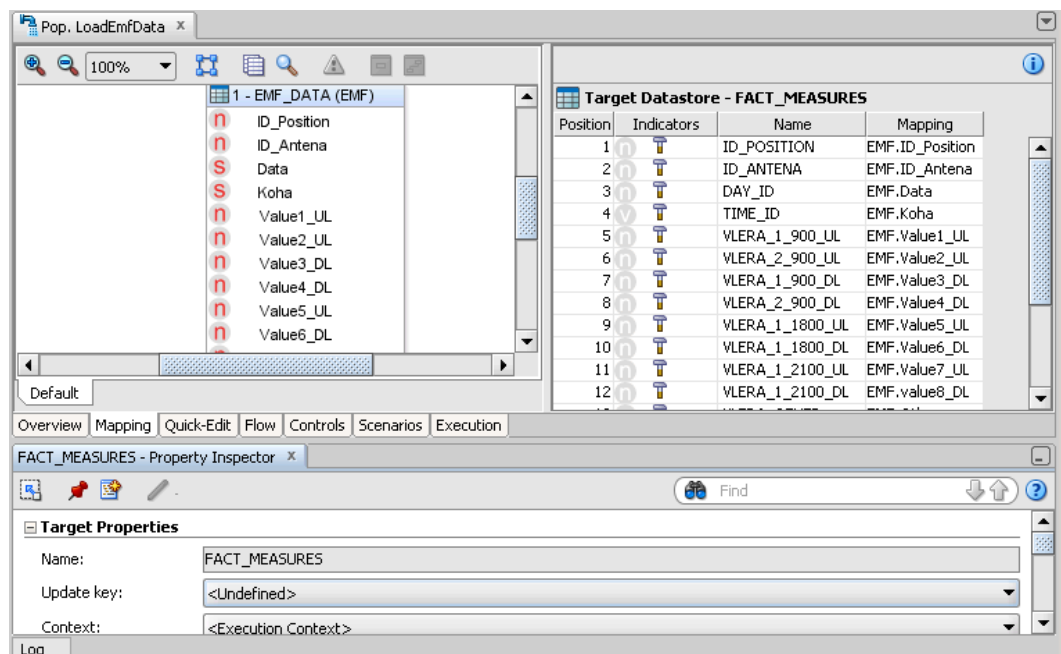 Pop. LoadEmfData x
100%
1 - EMF_DATA (EMF)
n ID_Position
n ID_Antena
S Data
S Koha
n Value1_UL
n Value2_UL
n Value3_DL
n Value4_DL
n Value5_UL
n Value6_DL
Default
Target Datastore - FACT_MEASURES
Position Indicators Name Mapping
1 n ID_POSITION EMF.ID_Position
2 n ID_ANTENA EMF.ID_Antena
3 n DAY_ID EMF.Data
4 v TIME_ID EMF.Koha
5 n VLERA_1_900_UL EMF.Value1_UL
6 n VLERA_2_900_UL EMF.Value2_UL
7 n VLERA_1_900_DL EMF.Value3_DL
8 n VLERA_2_900_DL EMF.Value4_DL
9 n VLERA_1_1800_UL EMF.Value5_UL
10 n VLERA_1_1800_DL EMF.Value6_DL
11 n VLERA_1_2100_UL EMF.Value7_UL
12 n VLERA_1_2100_DL EMF.value8_DL
Overview Mapping Quick-Edit Flow Controls Scenarios Execution
FACT_MEASURES - Property Inspector x
Find
Target Properties
Name: FACT_MEASURES
Update key: <Undefined>
Context: <Execution Context>
Log